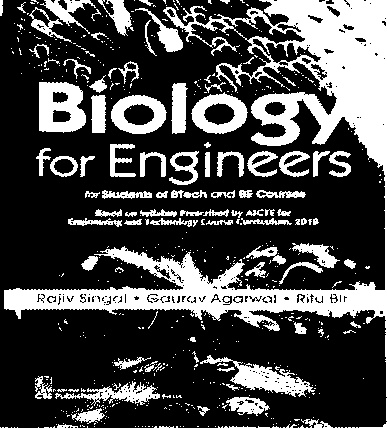 Biology
for Engineers
for Students of BTech and BE Courses
Based on Syllabus Prescribed by AICTE for
Engineering and Technology Course Curriculum, 2018
Rajiv Singal • Gaurav Agarwal • Ritu Bir
CBS Publishers